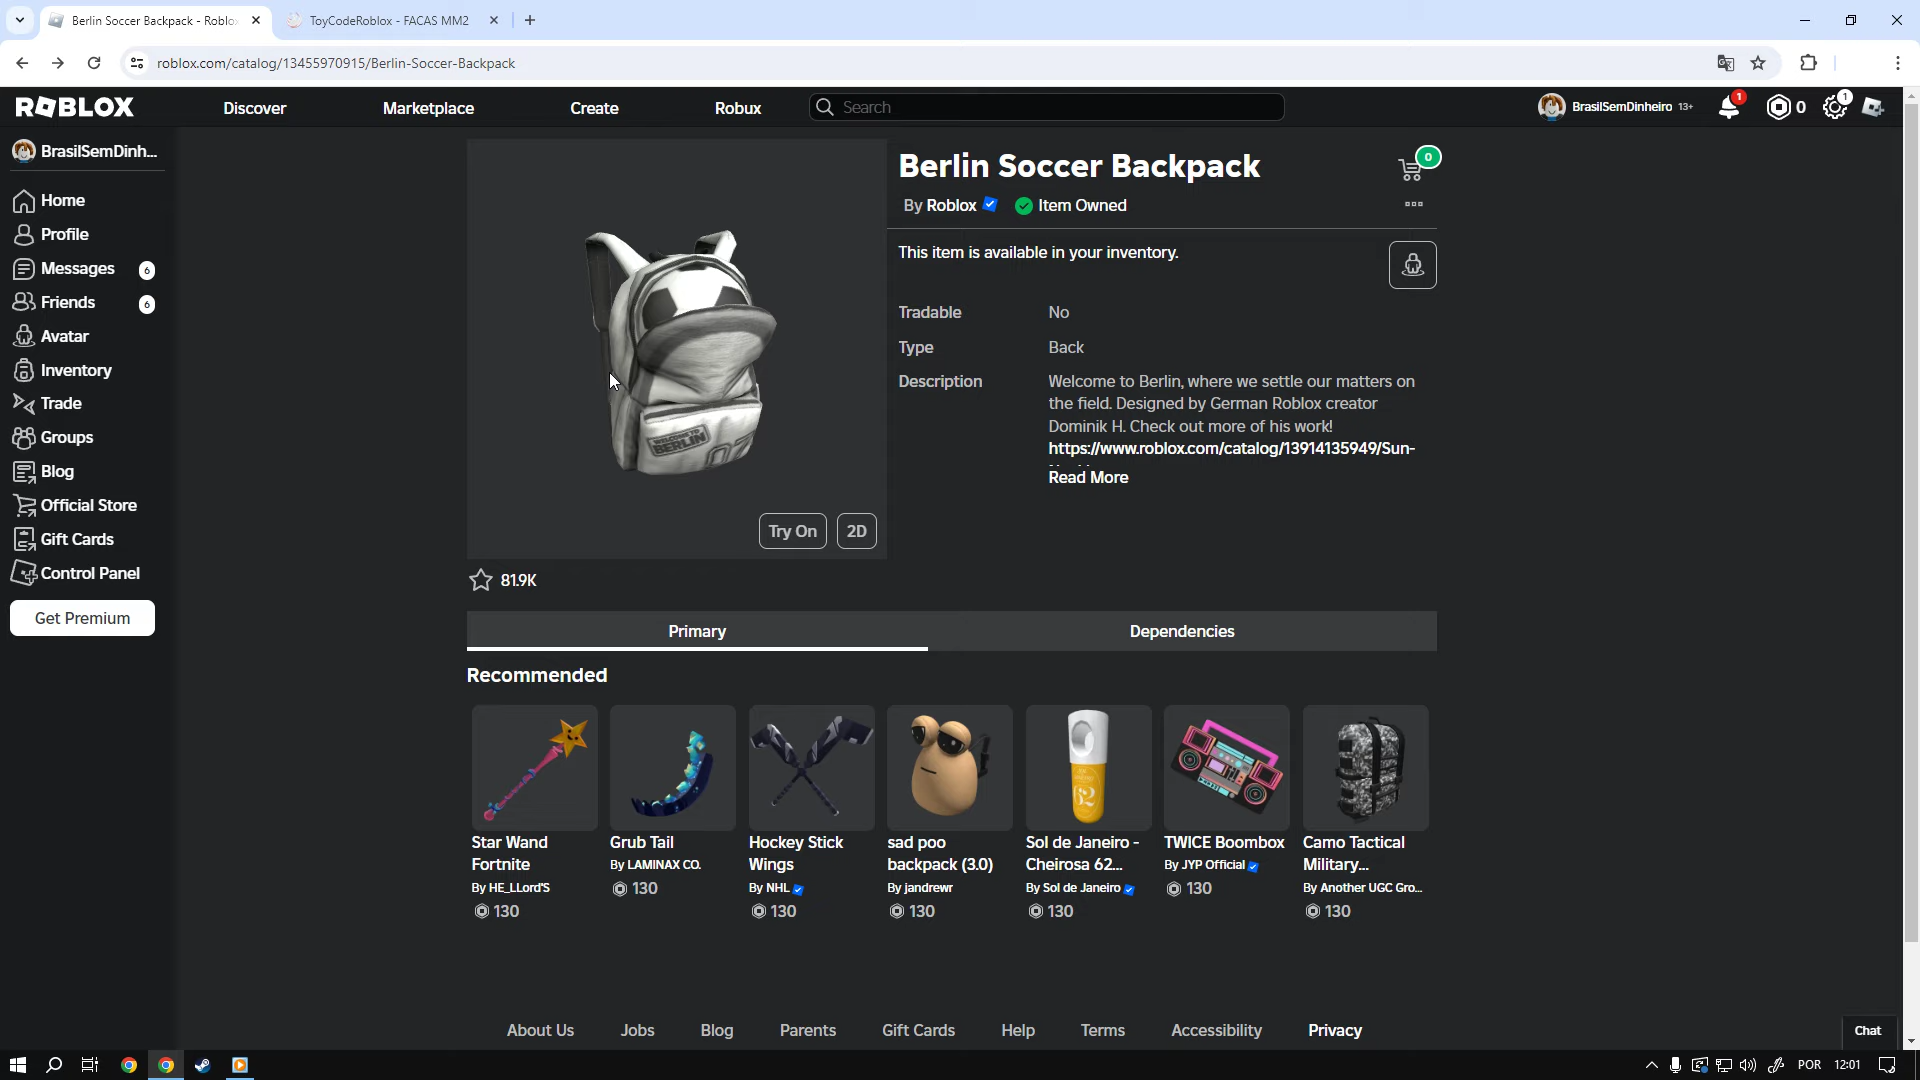 Berlin Soccer Backpack - Roblox
ToyCodeRoblox - FACAS MM2
roblox.com/catalog/13455970915/Berlin-Soccer-Backpack
ROBLOX
Discover
Marketplace
Create
Robux
Search
BrasilSemDinheiro 13+
1
0
1
BrasilSemDinh...
Home
Profile
Messages 6
Friends 6
Avatar
Inventory
Trade
Groups
Blog
Official Store
Gift Cards
Control Panel
Get Premium
WELCOME TO
BERLIN
Try On
2D
81.9K
Berlin Soccer Backpack
0
By Roblox Item Owned
This item is available in your inventory.
Tradable No
Type Back
Description Welcome to Berlin, where we settle our matters on
the field. Designed by German Roblox creator
Dominik H. Check out more of his work!
https://www.roblox.com/catalog/13914135949/Sun-
Read More
Primary
Dependencies
Recommended
Star Wand
Fortnite
By HE_LLord'S
130
Grub Tail
By LAMINAX CO.
130
Hockey Stick
Wings
By NHL
130
sad poo
backpack (3.0)
By jandrewr
130
62
Sol de Janeiro -
Cheirosa 62...
By Sol de Janeiro
130
TWICE Boombox
By JYP Official
130
Camo Tactical
Military...
By Another UGC Gro...
130
About Us
Jobs
Blog
Parents
Gift Cards
Help
Terms
Accessibility
Privacy
Chat
POR
12:01